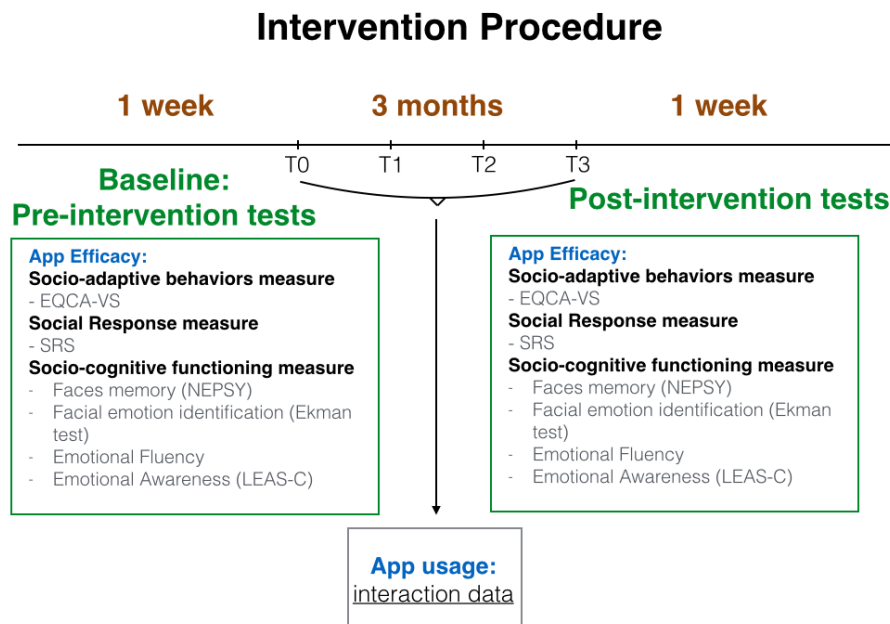 Intervention Procedure
1 week
3 months
1 week
T0
T1
T2
T3
Baseline:
Pre-intervention tests
App Efficacy:
Socio-adaptive behaviors measure
- EQCA-VS
Social Response measure
- SRS
Socio-cognitive functioning measure
- Faces memory (NEPSY)
- Facial emotion identification (Ekman
test)
- Emotional Fluency
- Emotional Awareness (LEAS-C)
Post-intervention tests
App Efficacy:
Socio-adaptive behaviors measure
- EQCA-VS
Social Response measure
- SRS
Socio-cognitive functioning measure
- Faces memory (NEPSY)
- Facial emotion identification (Ekman
test)
- Emotional Fluency
- Emotional Awareness (LEAS-C)
App usage:
interaction data